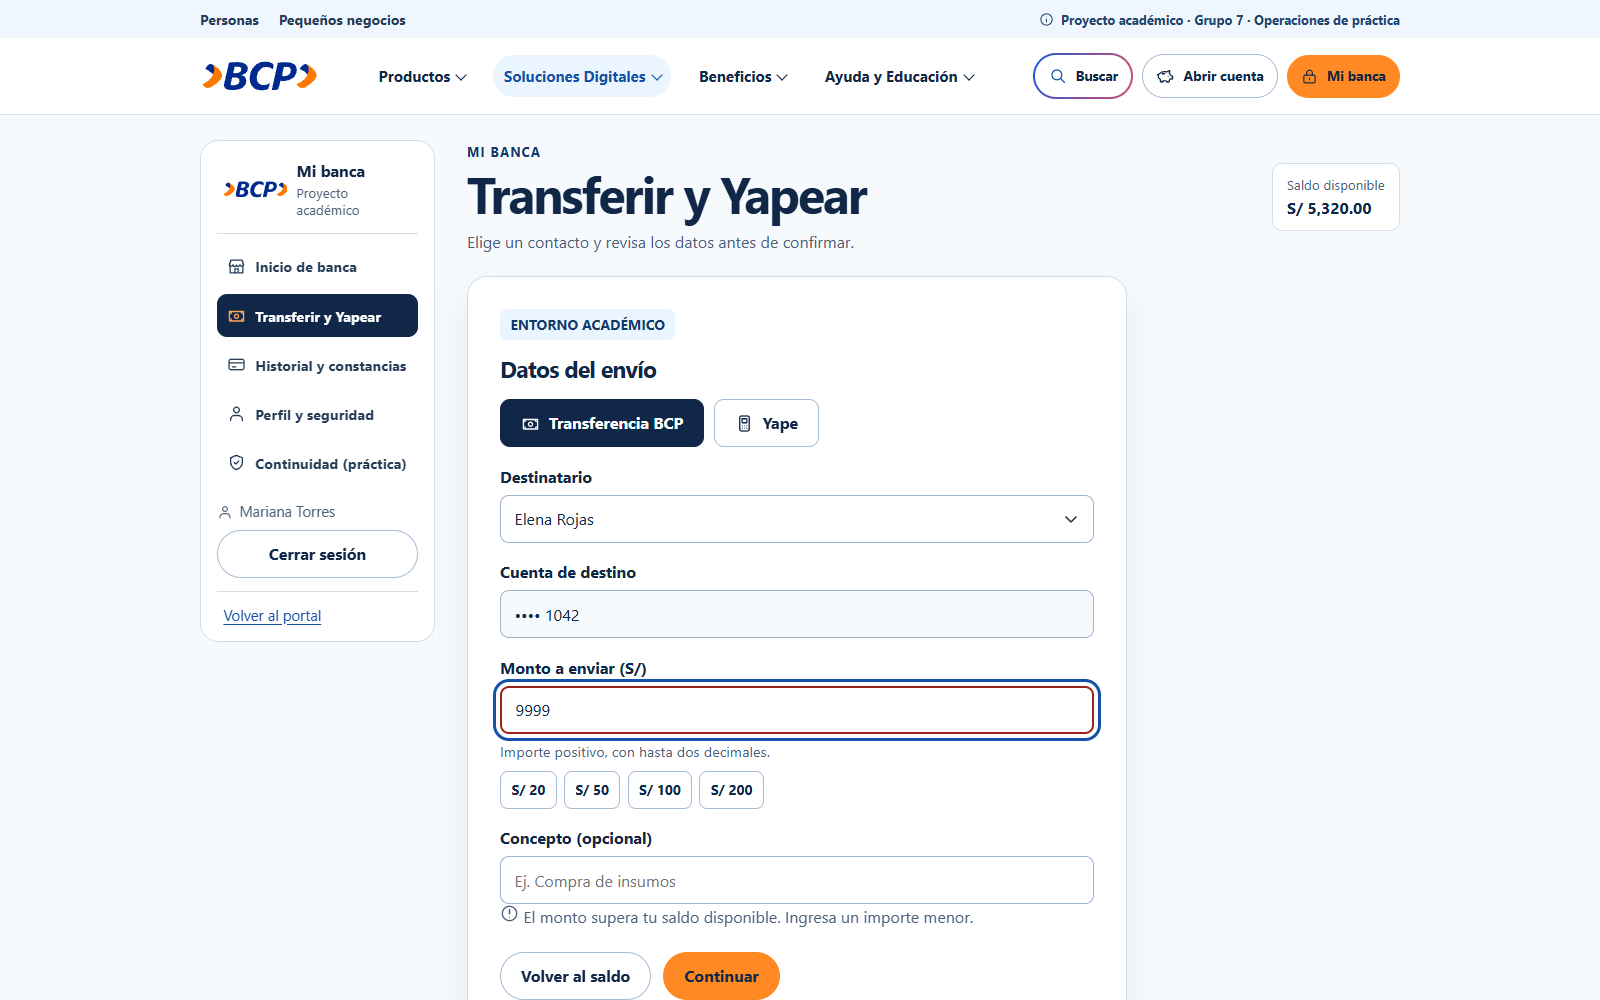 Personas Pequeños negocios
Proyecto académico · Grupo 7 · Operaciones de práctica
BCP Productos Soluciones Digitales Beneficios Ayuda y Educación Buscar Abrir cuenta Mi banca
BCP
Mi banca
Proyecto
académico
Inicio de banca
Transferir y Yapear
Historial y constancias
Perfil y seguridad
Continuidad (práctica)
Mariana Torres
Cerrar sesión
Volver al portal
MI BANCA
Transferir y Yapear
Elige un contacto y revisa los datos antes de confirmar.
Saldo disponible
S/ 5,320.00
ENTORNO ACADÉMICO
Datos del envío
Transferencia BCP Yape
Destinatario
Elena Rojas
Cuenta de destino
•••• 1042
Monto a enviar (S/)
9999
Importe positivo, con hasta dos decimales.
S/ 20 S/ 50 S/ 100 S/ 200
Concepto (opcional)
Ej. Compra de insumos
El monto supera tu saldo disponible. Ingresa un importe menor.
Volver al saldo Continuar